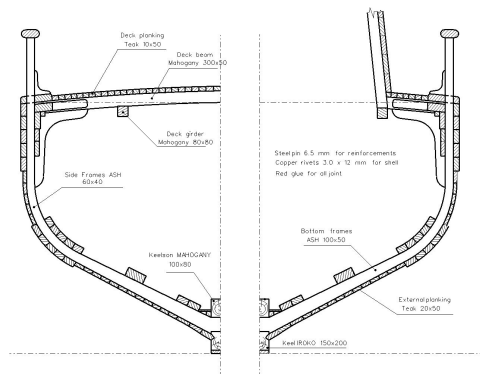 Deck planking
Teak 10x50
Deck beam
Mahogany 300x50
Deck girder
Mahogany 80x80
Steel pin 6.5 mm for reinforcements
Copper rivets 3.0 x 12 mm for shell
Red glue for all joint
Side Frames ASH
60x40
Bottom frames
ASH 100x50
Keelson MAHOGANY
100x80
External planking
Teak 20x50
Keel IROKO 150x200